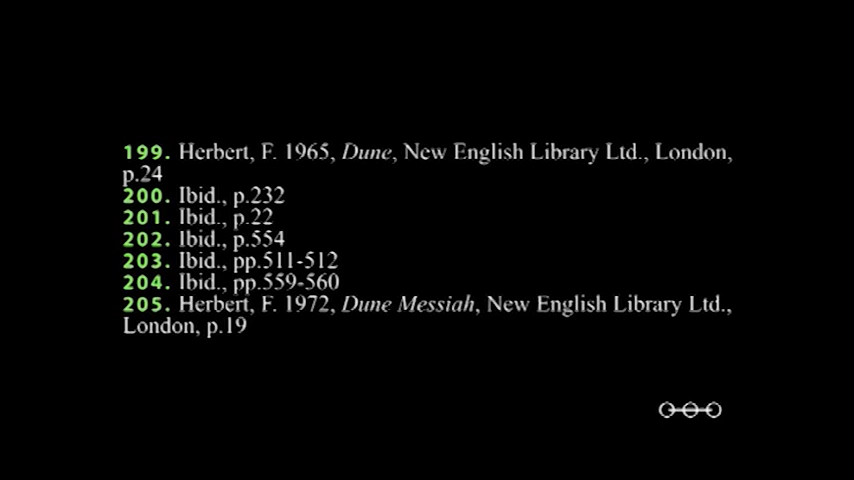 199. Herbert, F. 1965, Dune, New English Library Ltd., London,
p.24
200. Ibid., p.232
201. Ibid., p.22
202. Ibid., p.554
203. Ibid., pp.511-512
204. Ibid., pp.559-560
205. Herbert, F. 1972, Dune Messiah, New English Library Ltd.,
London, p.19